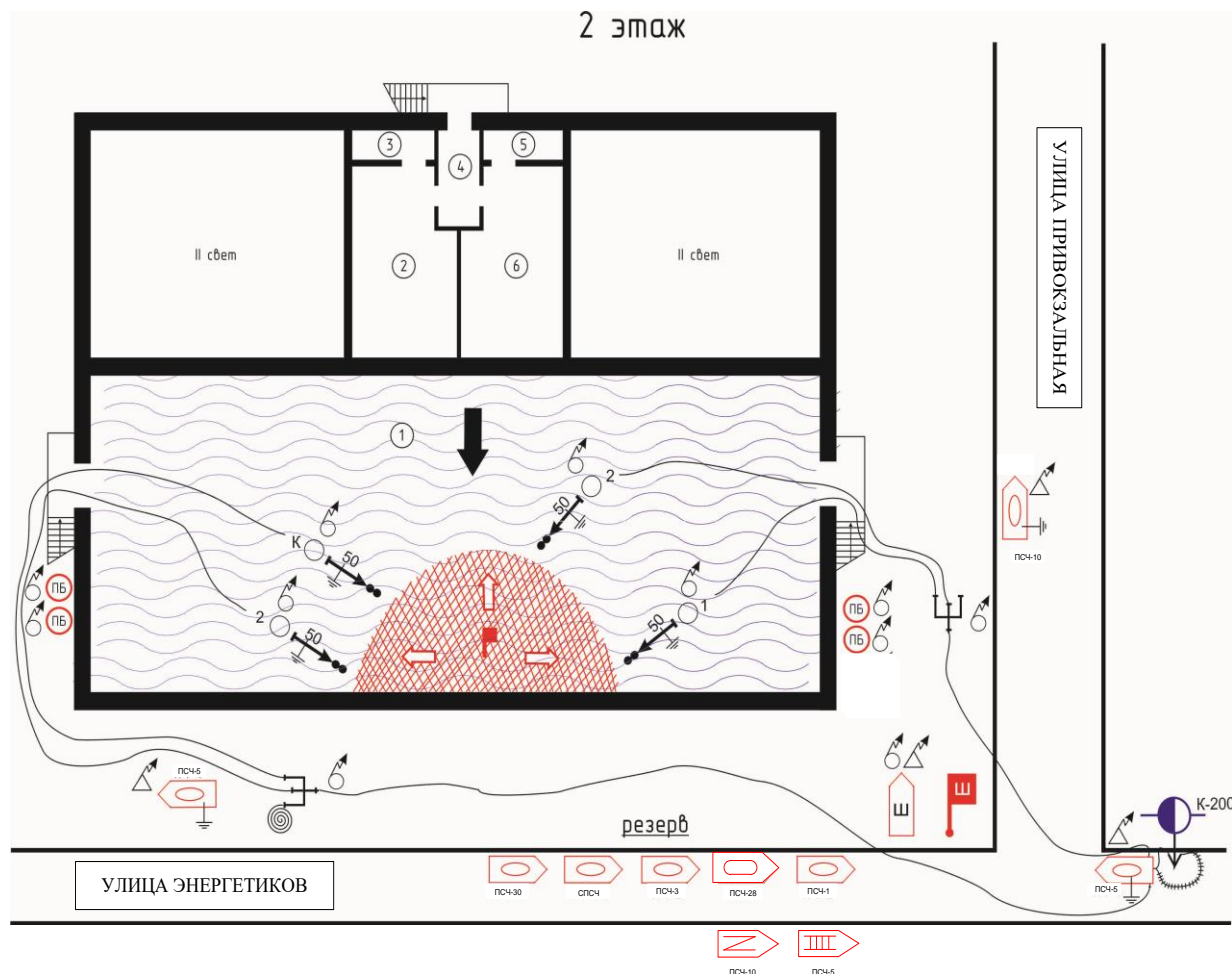 2 этаж
3
5
4
УЛИЦА ПРИВОКЗАЛЬНАЯ
II свет
2
6
II свет
1
2
50
К
50
ПСЧ-10
ПБ
2
50
1
50
ПБ
ПБ
ПБ
ПСЧ-5
Ш
Ш
К-200
резерв
УЛИЦА ЭНЕРГЕТИКОВ
ПСЧ-30
СПСЧ
ПСЧ-3
ПСЧ-28
ПСЧ-1
ПСЧ-5
ПСЧ-10
ПСЧ-5